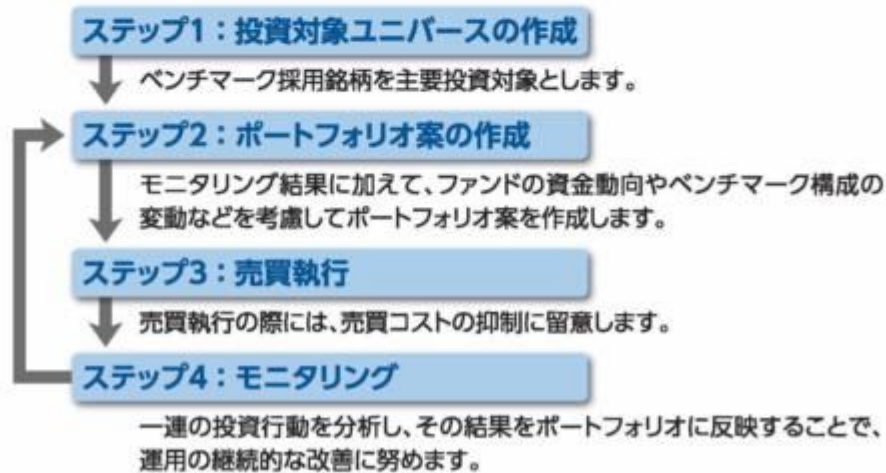 ステップ1：投資対象ユニバースの作成
ベンチマーク採用銘柄を主要投資対象とします。
ステップ2：ポートフォリオ案の作成
モニタリング結果に加えて、ファンドの資金動向やベンチマーク構成の
変動などを考慮してポートフォリオ案を作成します。
ステップ3：売買執行
売買執行の際には、売買コストの抑制に留意します。
ステップ4：モニタリング
一連の投資行動を分析し、その結果をポートフォリオに反映することで、
運用の継続的な改善に努めます。